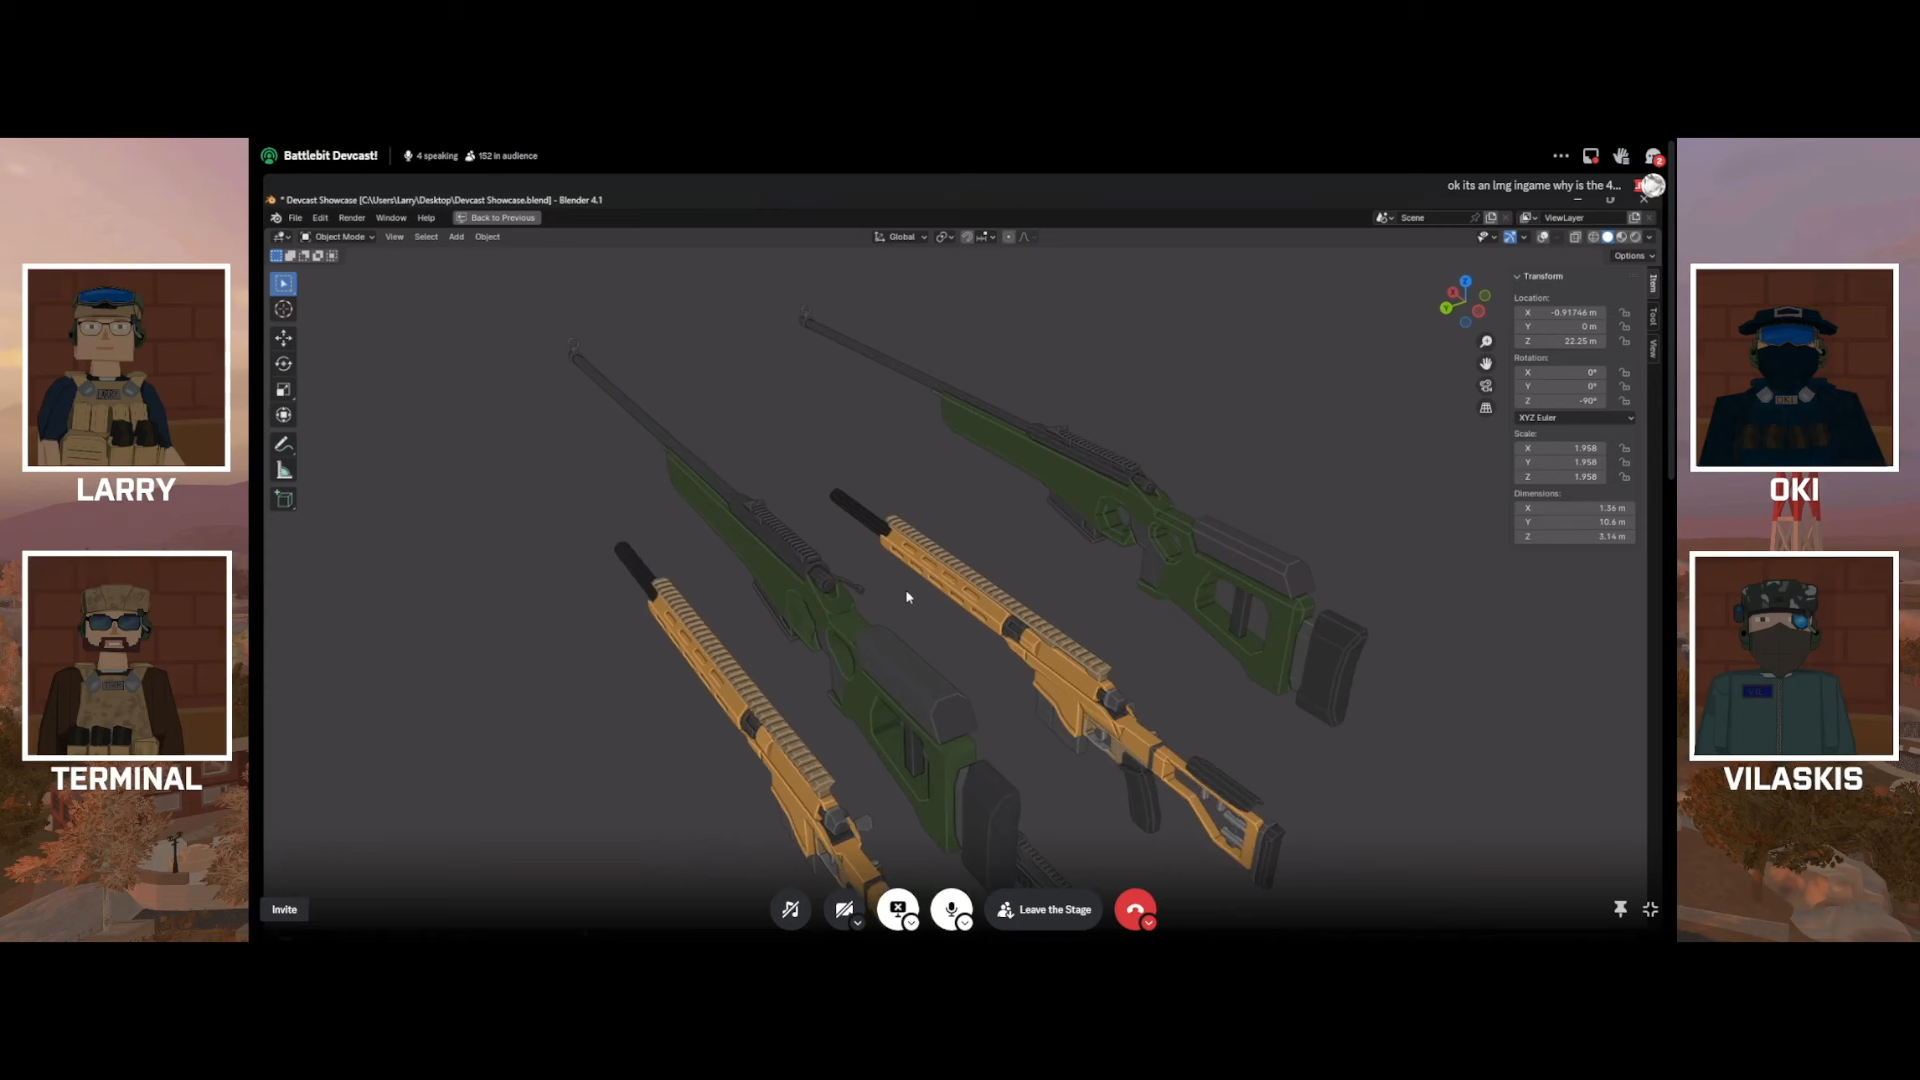 Battlebit Devcast!
4 speaking
152 in audience
2
ok its an lmg ingame why is the 4...
* Devcast Showcase [C:\Users\Larry\Desktop\Devcast Showcase.blend] - Blender 4.1
File Edit Render Window Help Back to Previous
Scene
ViewLayer
Object Mode View Select Add Object
Global
Options
Z
X
Y
Transform
Location:
X -0.91746 m
Y 0 m
Z 22.25 m
Rotation:
X 0°
Y 0°
Z -90°
XYZ Euler
Scale:
X 1.958
Y 1.958
Z 1.958
Dimensions:
X 1.36 m
Y 10.6 m
Z 3.14 m
Item
Tool
View
LARRY
TERMINAL
OKI
OKI
VIL
VILASKIS
Invite
Leave the Stage